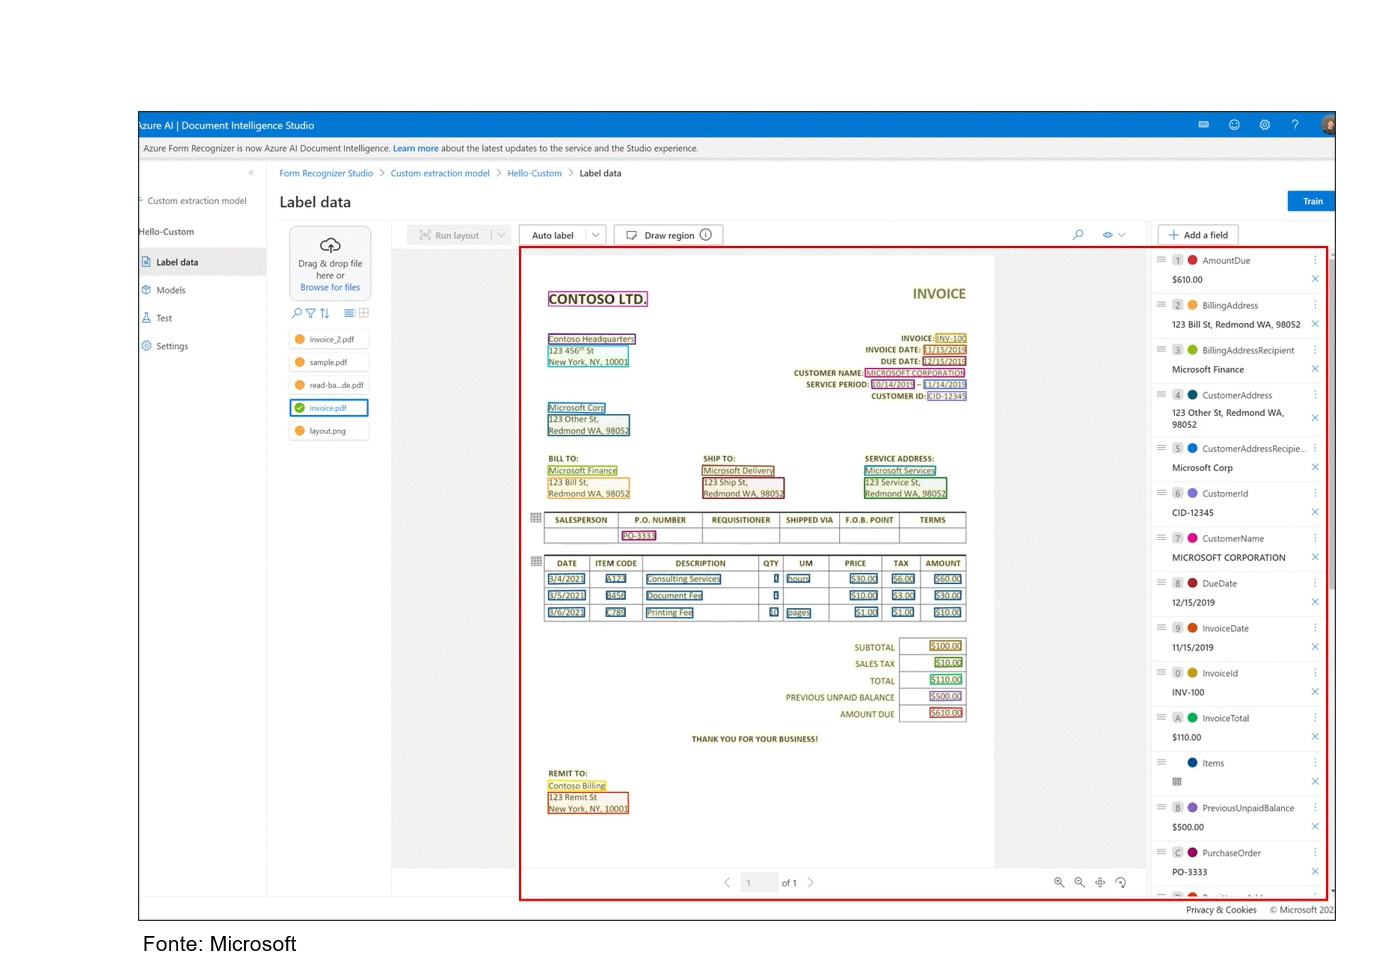 Azure AI | Document Intelligence Studio
Azure Form Recognizer is now Azure AI Document Intelligence. Learn more about the latest updates to the service and the Studio experience.
Form Recognizer Studio > Custom extraction model > Hello-Custom > Label data
Custom extraction model
Hello-Custom
Label data
Models
Test
Settings
Label data
Train
Drag & drop file
here or
Browse for files
invoice_2.pdf
sample.pdf
read-ba...de.pdf
invoice.pdf
layout.png
Run layout
Auto label
Draw region
CONTOSO LTD.
INVOICE
Contoso Headquarters
123 456th St
New York, NY, 10001
INVOICE: INV-100
INVOICE DATE: 11/15/2019
DUE DATE: 12/15/2019
CUSTOMER NAME: MICROSOFT CORPORATION
SERVICE PERIOD: 10/14/2019 – 11/14/2019
CUSTOMER ID: CID-12345
Microsoft Corp
123 Other St,
Redmond WA, 98052
BILL TO:
Microsoft Finance
123 Bill St,
Redmond WA, 98052
SHIP TO:
Microsoft Delivery
123 Ship St,
Redmond WA, 98052
SERVICE ADDRESS:
Microsoft Services
123 Service St,
Redmond WA, 98052
SALESPERSON P.O. NUMBER REQUISITIONER SHIPPED VIA F.O.B. POINT TERMS
PO-3333
DATE ITEM CODE DESCRIPTION QTY UM PRICE TAX AMOUNT
3/4/2021 A123 Consulting Services hours $30.00 $6.00 $60.00
3/5/2021 B456 Document Fee $10.00 $3.00 $30.00
3/6/2021 C789 Printing Fee 10 pages $1.00 $1.00 $10.00
SUBTOTAL $100.00
SALES TAX $10.00
TOTAL $110.00
PREVIOUS UNPAID BALANCE $500.00
AMOUNT DUE $610.00
THANK YOU FOR YOUR BUSINESS!
REMIT TO:
Contoso Billing
123 Remit St
New York, NY, 10001
1 of 1
Add a field
1 AmountDue
$610.00
2 BillingAddress
123 Bill St, Redmond WA, 98052
3 BillingAddressRecipient
Microsoft Finance
4 CustomerAddress
123 Other St, Redmond WA,
98052
5 CustomerAddressRecipie...
Microsoft Corp
6 CustomerId
CID-12345
7 CustomerName
MICROSOFT CORPORATION
8 DueDate
12/15/2019
9 InvoiceDate
11/15/2019
0 InvoiceId
INV-100
A InvoiceTotal
$110.00
Items
B PreviousUnpaidBalance
$500.00
C PurchaseOrder
PO-3333
Privacy & Cookies © Microsoft 202
Fonte: Microsoft